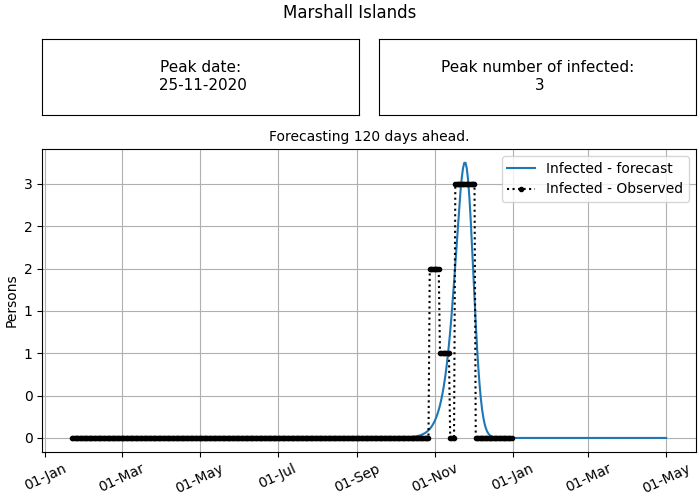 Marshall Islands
Peak date:
25-11-2020
Peak number of infected:
3
Forecasting 120 days ahead.
Infected - forecast
Infected - Observed
Persons
3
2
2
1
1
0
0
01-Jan
01-Mar
01-May
01-Jul
01-Sep
01-Nov
01-Jan
01-Mar
01-May